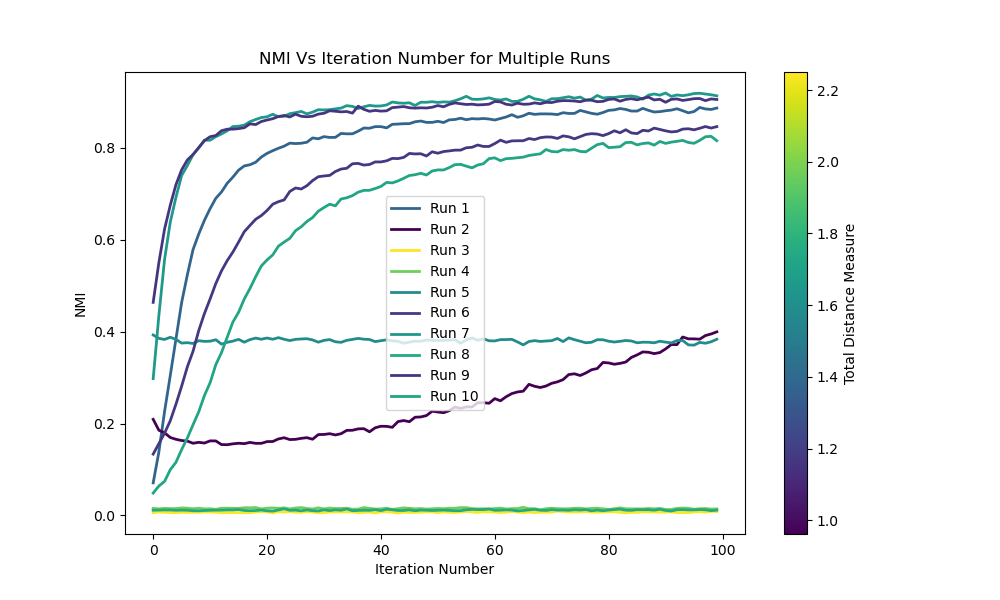 NMI Vs Iteration Number for Multiple Runs
NMI
0.8
0.6
0.4
0.2
0.0
0 20 40 60 80 100
Iteration Number
Run 1
Run 2
Run 3
Run 4
Run 5
Run 6
Run 7
Run 8
Run 9
Run 10
2.2
2.0
1.8
1.6
1.4
1.2
1.0
Total Distance Measure